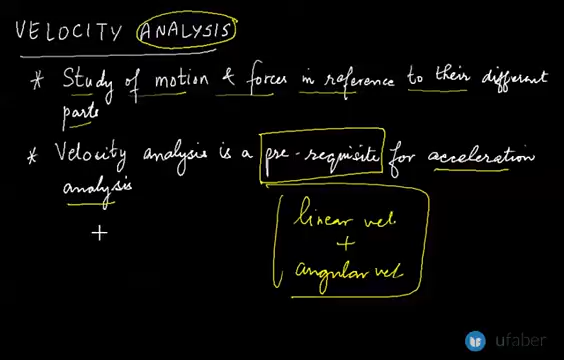 VELOCITY ANALYSIS
* Study of motion & forces in reference to their different
parts
* Velocity analysis is a pre-requisite for acceleration
analysis
linear vel
+
angular vel
ufaber